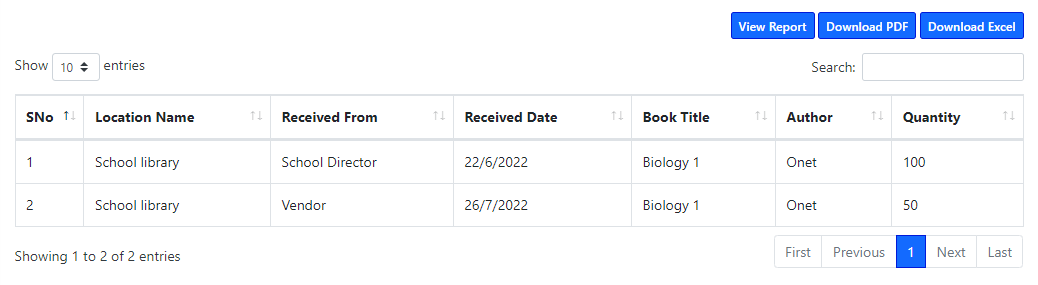 View Report Download PDF Download Excel
Show 10 entries Search:
SNo Location Name Received From Received Date Book Title Author Quantity
1 School library School Director 22/6/2022 Biology 1 Onet 100
2 School library Vendor 26/7/2022 Biology 1 Onet 50
Showing 1 to 2 of 2 entries First Previous 1 Next Last